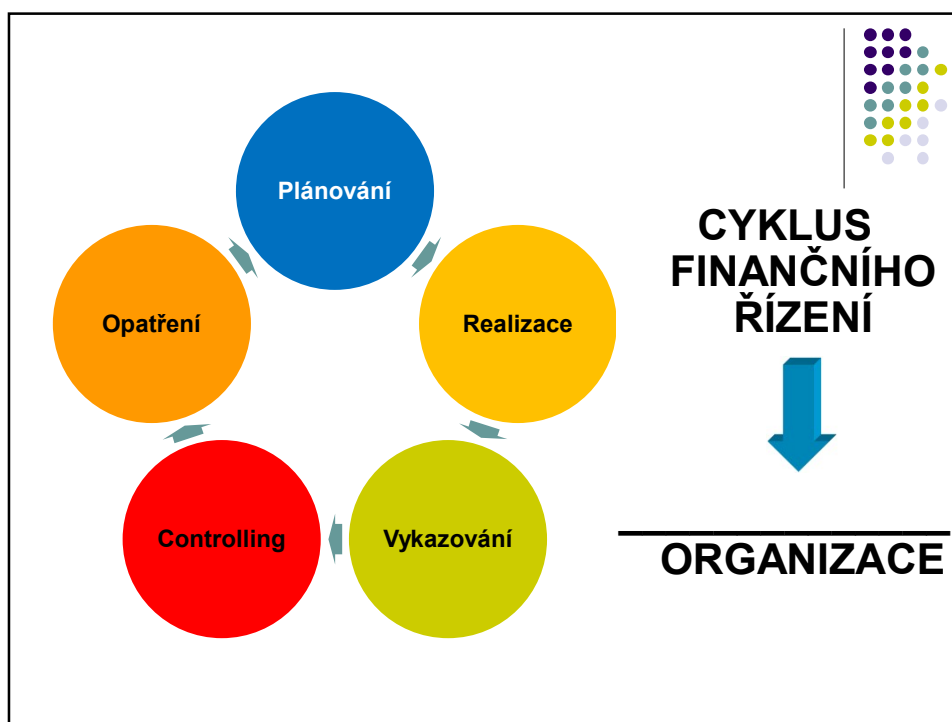 Plánování
Opatření
Realizace
Controlling
Vykazování
CYKLUS
FINANČNÍHO
ŘÍZENÍ
ORGANIZACE